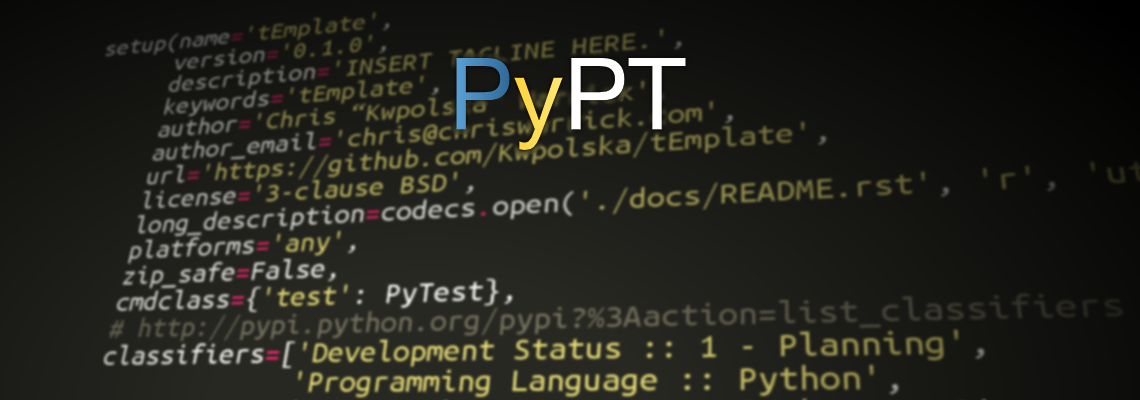 PyPT
setup(name='tEmplate',
version='0.1.0',
description='INSERT TAGLINE HERE.',
keywords='tEmplate',
author='Chris “Kwpolska” Warrick',
author_email='chris@chriswarrick.com',
url='https://github.com/Kwpolska/tEmplate',
license='3-clause BSD',
long_description=codecs.open('./docs/README.rst', 'r', 'ut
platforms='any',
zip_safe=False,
cmdclass={'test': PyTest},
# http://pypi.python.org/pypi?%3Aaction=list_classifiers
classifiers=['Development Status :: 1 - Planning',
'Programming Language :: Python',